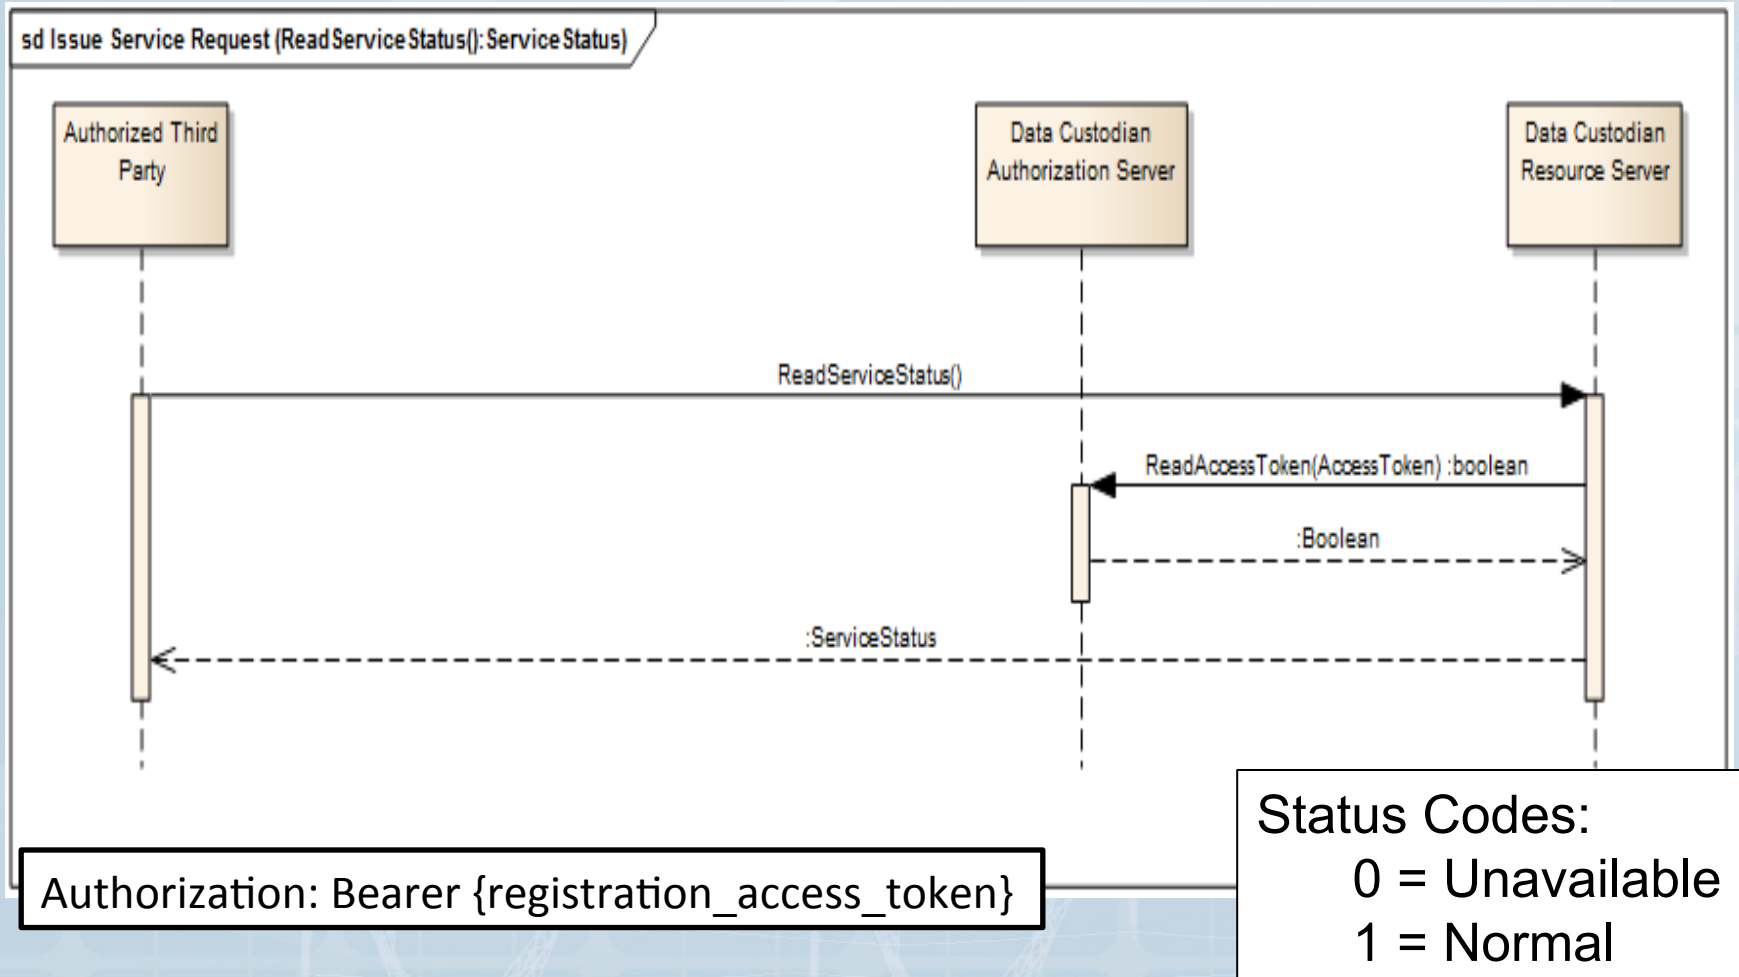 sd Issue Service Request (ReadServiceStatus():ServiceStatus)
Authorized Third
Party
Data Custodian
Authorization Server
Data Custodian
Resource Server
ReadServiceStatus()
ReadAccessToken(AccessToken) :boolean
:Boolean
:ServiceStatus
Authorization: Bearer {registration_access_token}
Status Codes:
0 = Unavailable
1 = Normal